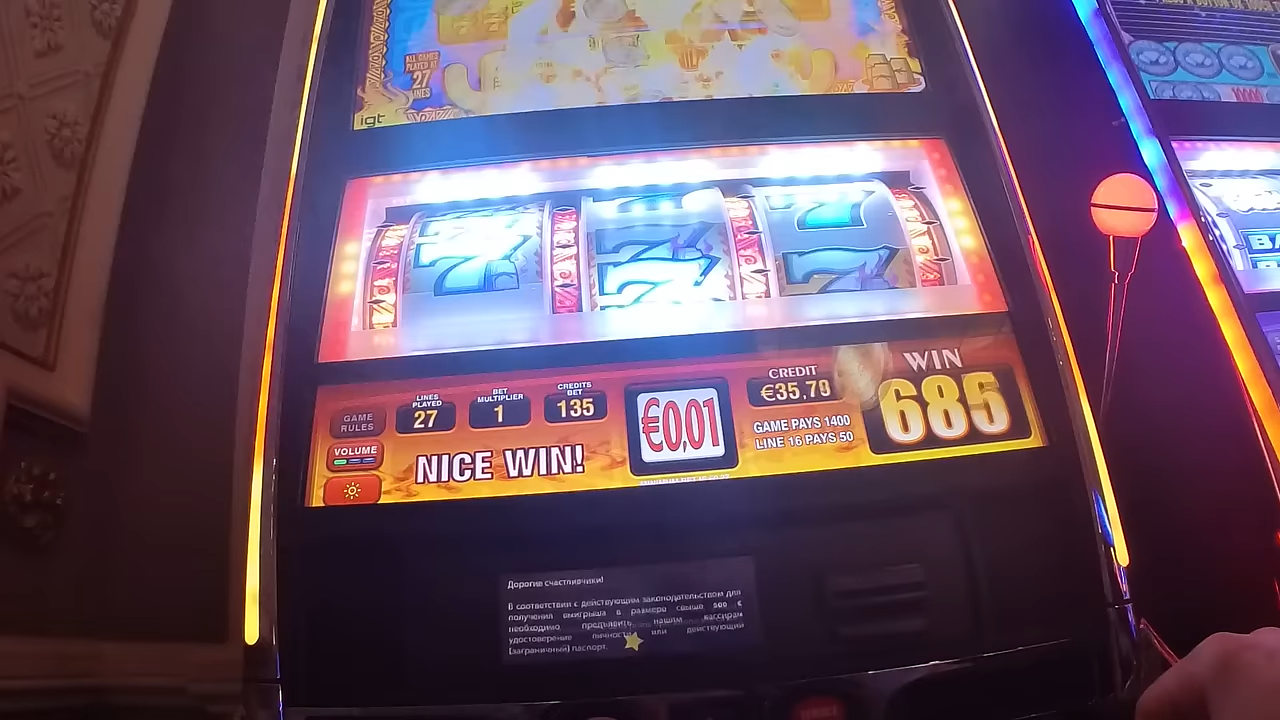 ALL GAMES
PLAYED AT
27
LINES
igt
WIN
LINES
PLAYED
27
BET
MULTIPLIER
1
CREDITS
BET
135
€0,01
CREDIT
€35,79
685
GAME
RULES
GAME PAYS 1400
LINE 16 PAYS 50
VOLUME
NICE WIN!
Дорогие счастливчики!
В соответствии с действующим законодательством для
получения выигрыша в размере свыше 500 €
необходимо предъявить нашим кассирам
удостоверение личности или действующий
(заграничный) паспорт.